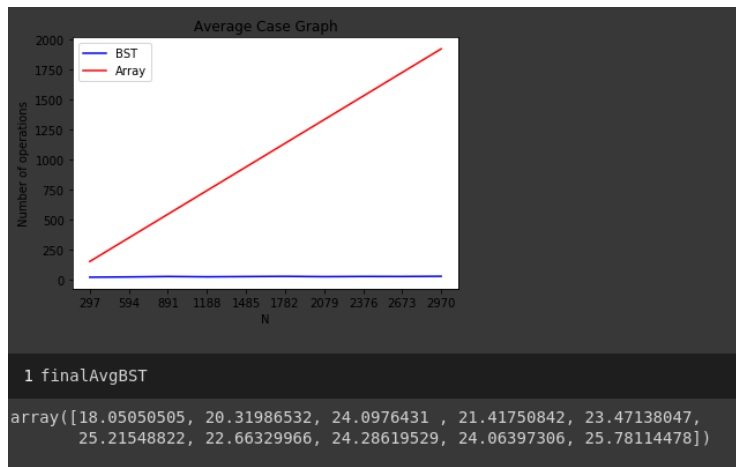 Average Case Graph
2000
1750
1500
1250
1000
750
500
250
0
Number of operations
BST
Array
297 594 891 1188 1485 1782 2079 2376 2673 2970
N
1 finalAvgBST
array([18.05050505, 20.31986532, 24.0976431 , 21.41750842, 23.47138047,
25.21548822, 22.66329966, 24.28619529, 24.06397306, 25.78114478])